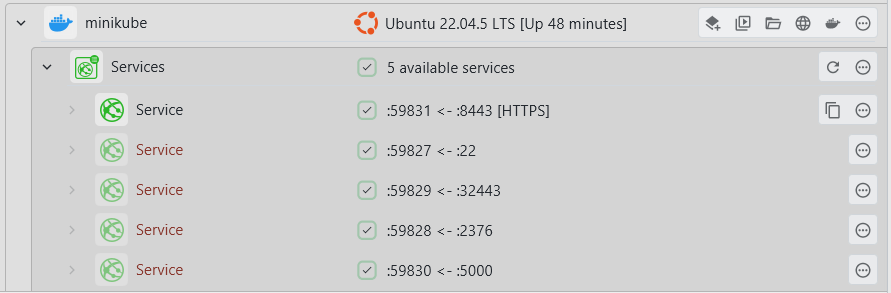 minikube Ubuntu 22.04.5 LTS [Up 48 minutes]
Services 5 available services
Service :59831 <- :8443 [HTTPS]
Service :59827 <- :22
Service :59829 <- :32443
Service :59828 <- :2376
Service :59830 <- :5000